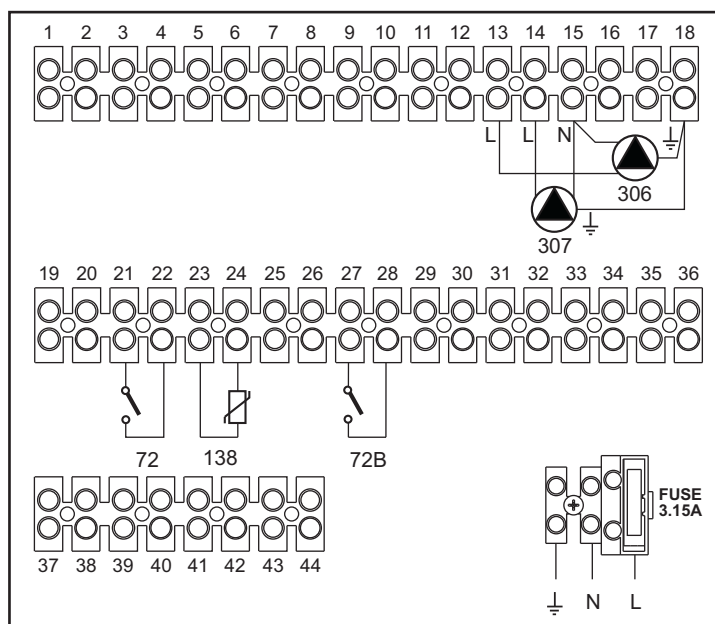 1 2 3 4 5 6 7 8 9 10 11 12 13 14 15 16 17 18
L L N
306
307
19 20 21 22 23 24 25 26 27 28 29 30 31 32 33 34 35 36
72 138 72B
FUSE
3.15A
37 38 39 40 41 42 43 44
N L